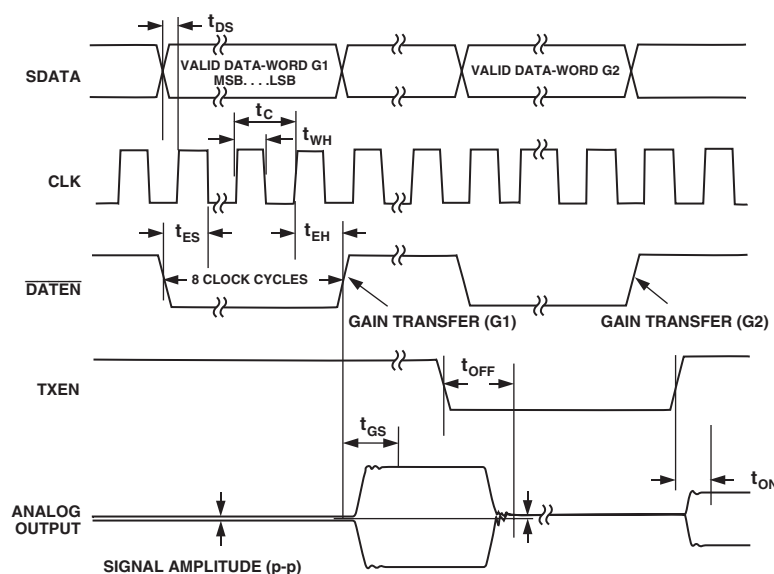 tDS
SDATA
VALID DATA-WORD G1
MSB. . . .LSB
VALID DATA-WORD G2
tC
tWH
CLK
tES
tEH
DATEN
8 CLOCK CYCLES
GAIN TRANSFER (G1)
GAIN TRANSFER (G2)
TXEN
tOFF
tGS
tON
ANALOG
OUTPUT
SIGNAL AMPLITUDE (p-p)